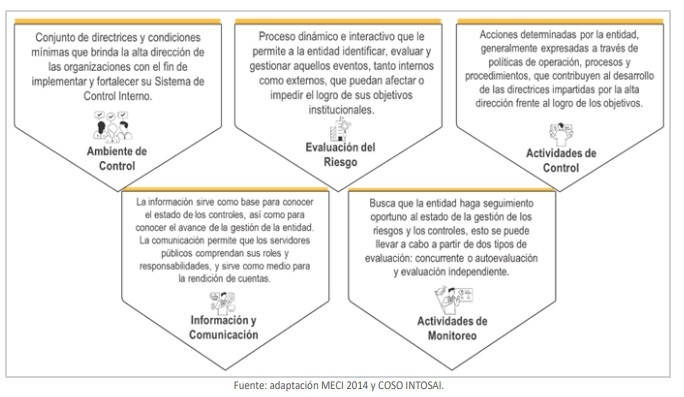 Conjunto de directrices y condiciones
mínimas que brinda la alta dirección de
las organizaciones con el fin de
implementar y fortalecer su Sistema de
Control Interno.
Ambiente de
Control
Proceso dinámico e interactivo que le
permite a la entidad identificar, evaluar y
gestionar aquellos eventos, tanto internos
como externos, que puedan afectar o
impedir el logro de sus objetivos
institucionales.
Evaluación del
Riesgo
Acciones determinadas por la entidad,
generalmente expresadas a través de
políticas de operación, procesos y
procedimientos, que contribuyen al desarrollo
de las directrices impartidas por la alta
dirección frente al logro de los objetivos.
Actividades de
Control
La información sirve como base para conocer
el estado de los controles, así como para
conocer el avance de la gestión de la entidad.
La comunicación permite que los servidores
públicos comprendan sus roles y
responsabilidades, y sirve como medio para
la rendición de cuentas.
Información y
Comunicación
Busca que la entidad haga seguimiento
oportuno al estado de la gestión de los
riesgos y los controles, esto se puede
llevar a cabo a partir de dos tipos de
evaluación: concurrente o autoevaluación
y evaluación independiente.
Actividades de
Monitoreo
Fuente: adaptación MECI 2014 y COSO INTOSAI.